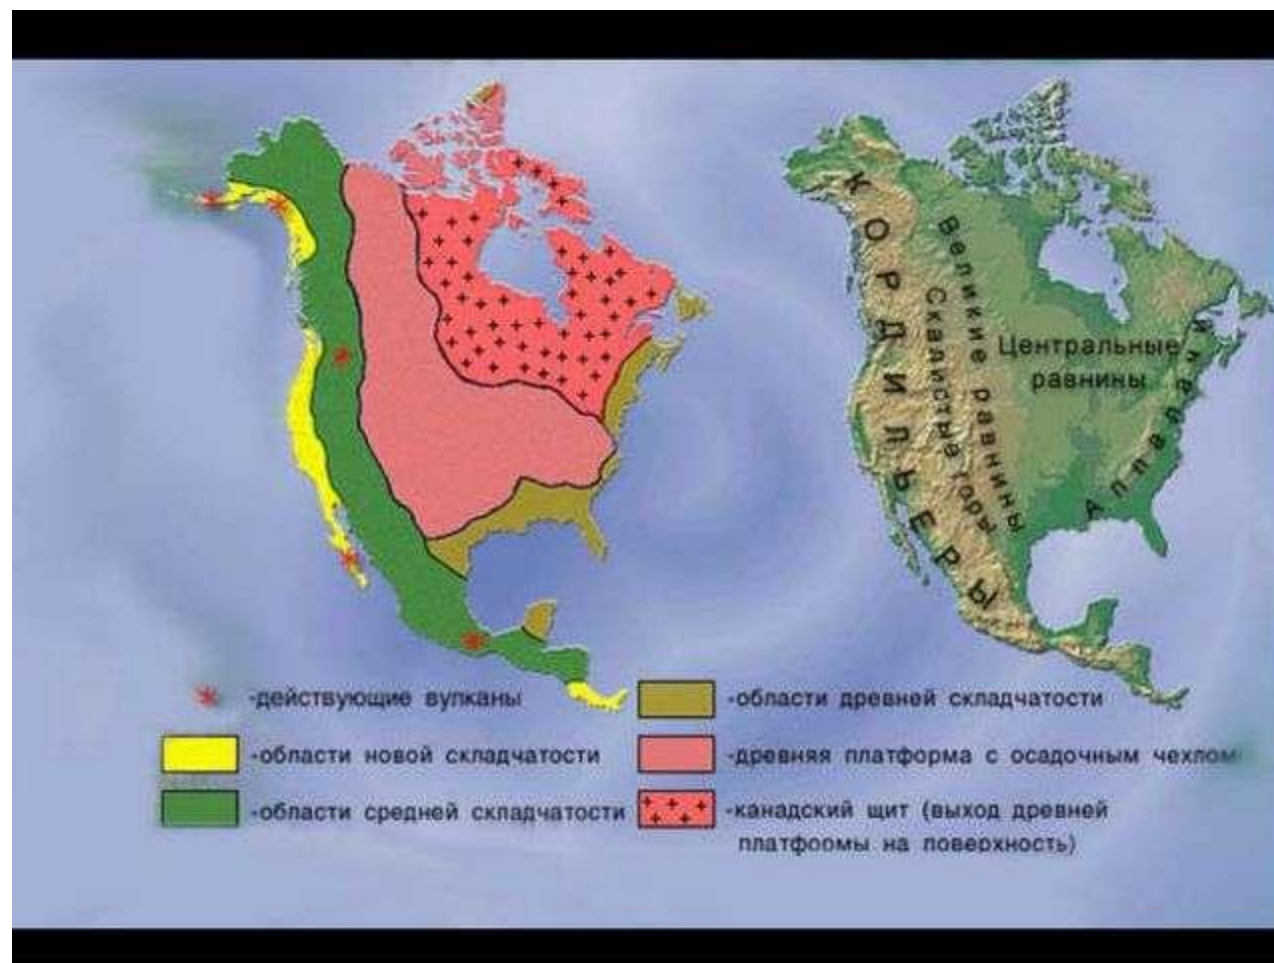 КОРДИЛЬЕРЫ
Великие равнины
Скалистые горы
Центральные
равнины
Аппалачи
-действующие вулканы
-области новой складчатости
-области средней складчатости
-области древней складчатости
-древняя платформа с осадочным чехлом
-канадский щит (выход древней
платформы на поверхность)